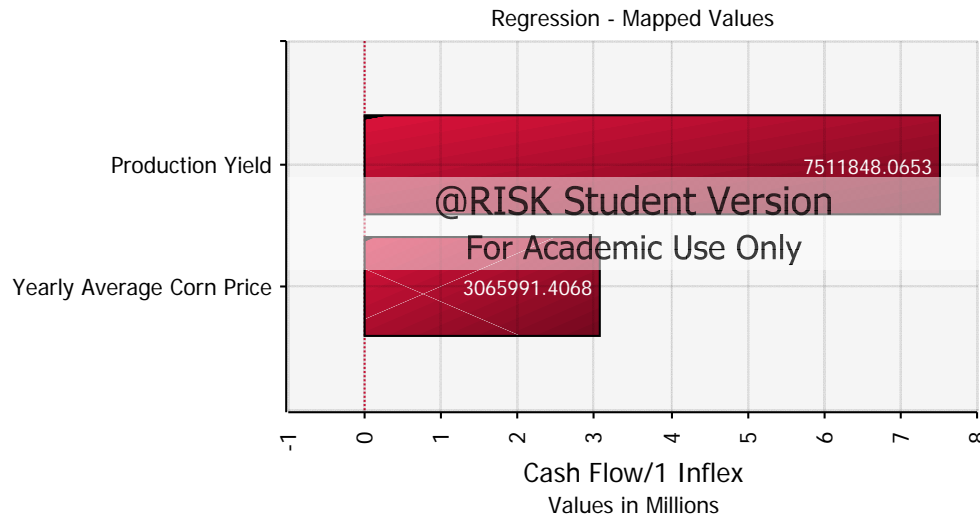 Regression - Mapped Values
Production Yield
7511848.0653
@RISK Student Version
For Academic Use Only
Yearly Average Corn Price
3065991.4068
-1
0
1
2
3
4
5
6
7
8
Cash Flow/1 Inflex
Values in Millions